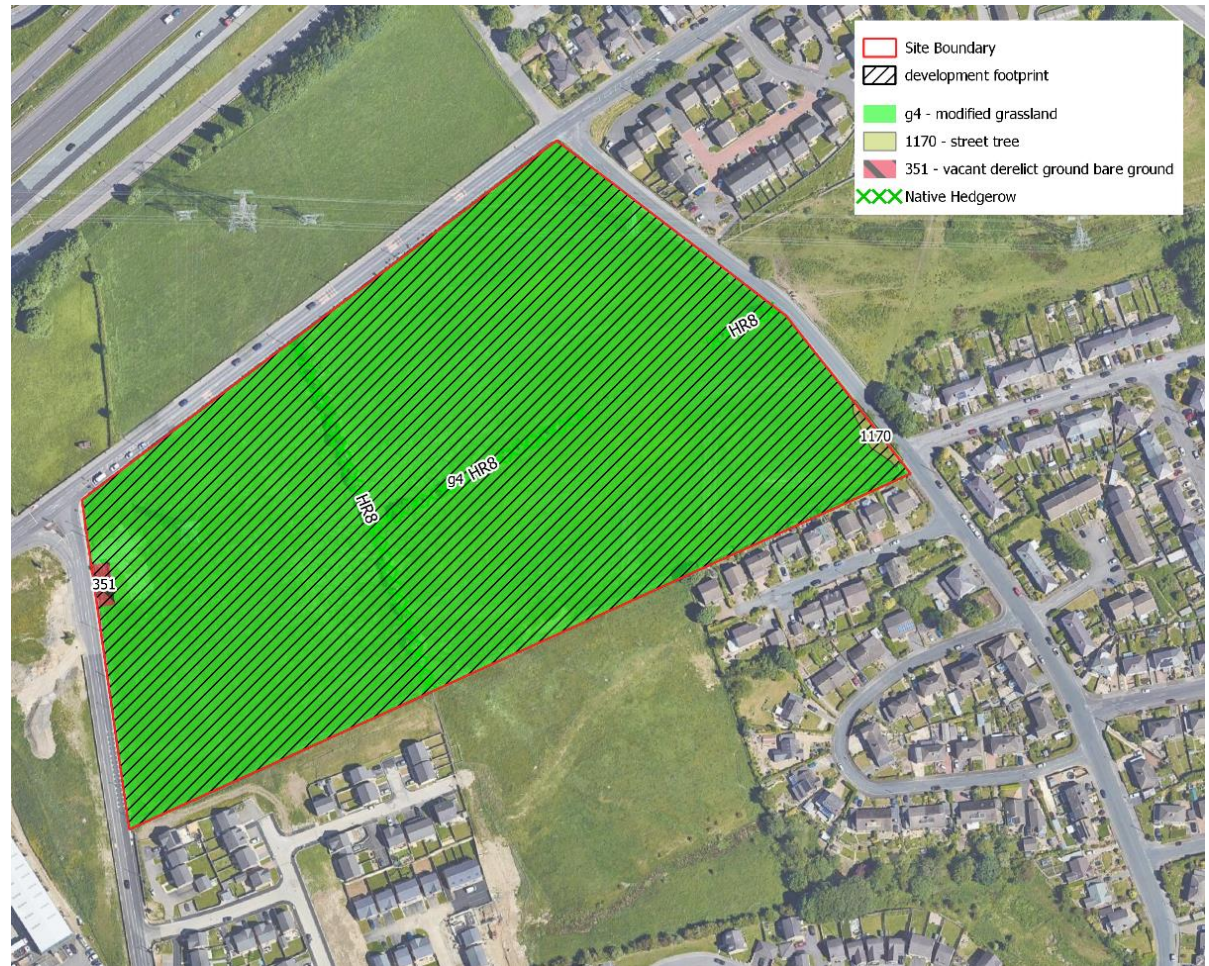 Site Boundary
development footprint
g4 - modified grassland
1170 - street tree
351 - vacant derelict ground bare ground
Native Hedgerow
HR8
1170
g4 HR8
HR8
351